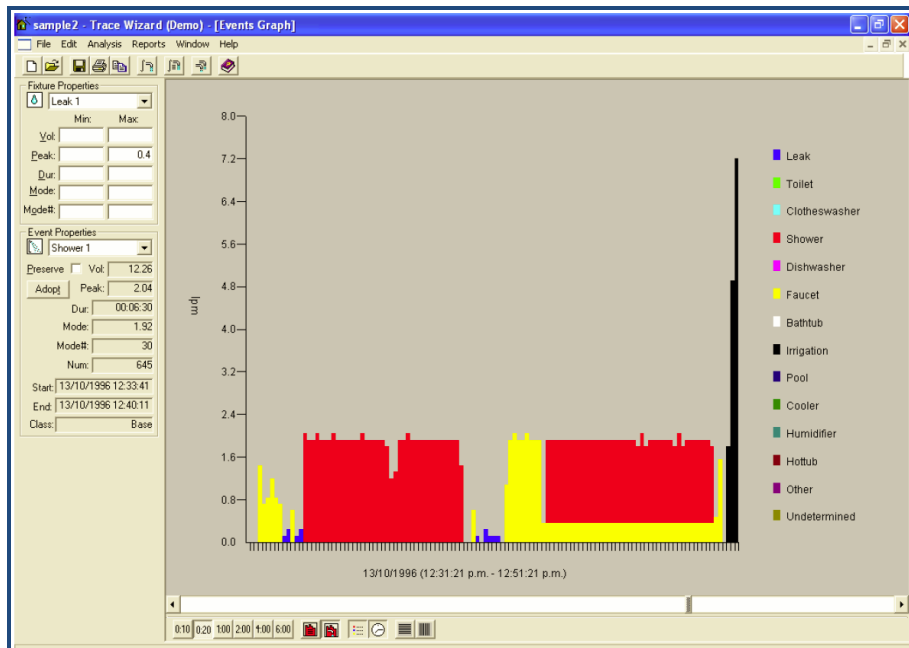 sample2 - Trace Wizard (Demo) - [Events Graph]
File Edit Analysis Reports Window Help
Fixture Properties
Leak 1
Min: Max:
Vol:
Peak: 0.4
Dur:
Mode:
Mode#:
Event Properties
Shower 1
Preserve Vol: 12.26
Adopt Peak: 2.04
Dur: 00:06:30
Mode: 1.92
Mode#: 30
Num: 645
Start: 13/10/1996 12:33:41
End: 13/10/1996 12:40:11
Class: Base
8.0
7.2
6.4
5.6
4.8
4.0
3.2
2.4
1.6
0.8
0.0
lpm
13/10/1996 (12:31:21 p.m. - 12:51:21 p.m.)
Leak
Toilet
Clotheswasher
Shower
Dishwasher
Faucet
Bathtub
Irrigation
Pool
Cooler
Humidifier
Hottub
Other
Undetermined
0:10 0:20 1:00 2:00 4:00 6:00